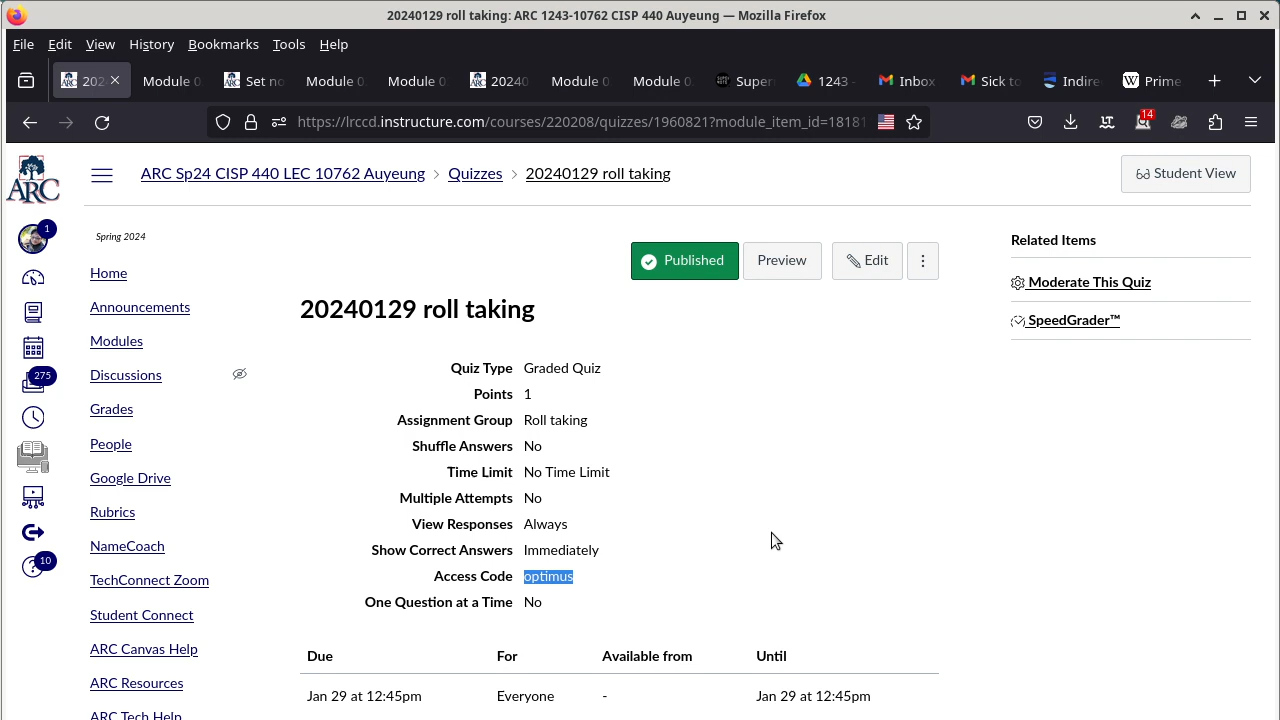 20240129 roll taking: ARC 1243-10762 CISP 440 Auyeung — Mozilla Firefox
File Edit View History Bookmarks Tools Help
202 Module 0 Set no Module 0 Module 0 20240 Module 0 Module 0 Super 1243 - Inbox Sick to Indire Prime
https://lrccd.instructure.com/courses/220208/quizzes/1960821?module_item_id=18181
14
ARC
ARC Sp24 CISP 440 LEC 10762 Auyeung > Quizzes > 20240129 roll taking
Student View
1
275
10
Spring 2024
Home
Announcements
Modules
Discussions
Grades
People
Google Drive
Rubrics
NameCoach
TechConnect Zoom
Student Connect
ARC Canvas Help
ARC Resources
ARC Tech Help
Published Preview Edit
20240129 roll taking
Quiz Type Graded Quiz
Points 1
Assignment Group Roll taking
Shuffle Answers No
Time Limit No Time Limit
Multiple Attempts No
View Responses Always
Show Correct Answers Immediately
Access Code optimus
One Question at a Time No
Due For Available from Until
Jan 29 at 12:45pm Everyone - Jan 29 at 12:45pm
Related Items
Moderate This Quiz
SpeedGrader™